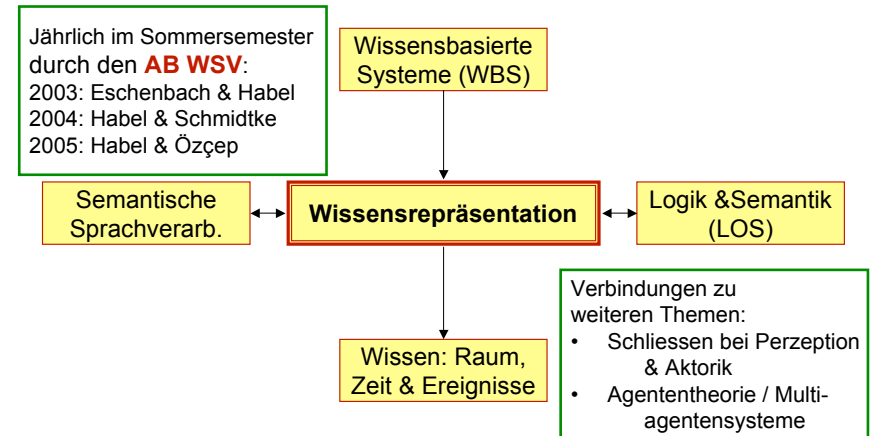 Jährlich im Sommersemester
durch den AB WSV:
2003: Eschenbach & Habel
2004: Habel & Schmidtke
2005: Habel & Özçep
Wissensbasierte
Systeme (WBS)
Semantische
Sprachverarb.
Wissensrepräsentation
Logik &Semantik
(LOS)
Wissen: Raum,
Zeit & Ereignisse
Verbindungen zu
weiteren Themen:
• Schliessen bei Perzeption
& Aktorik
• Agententheorie / Multi-
agentensysteme